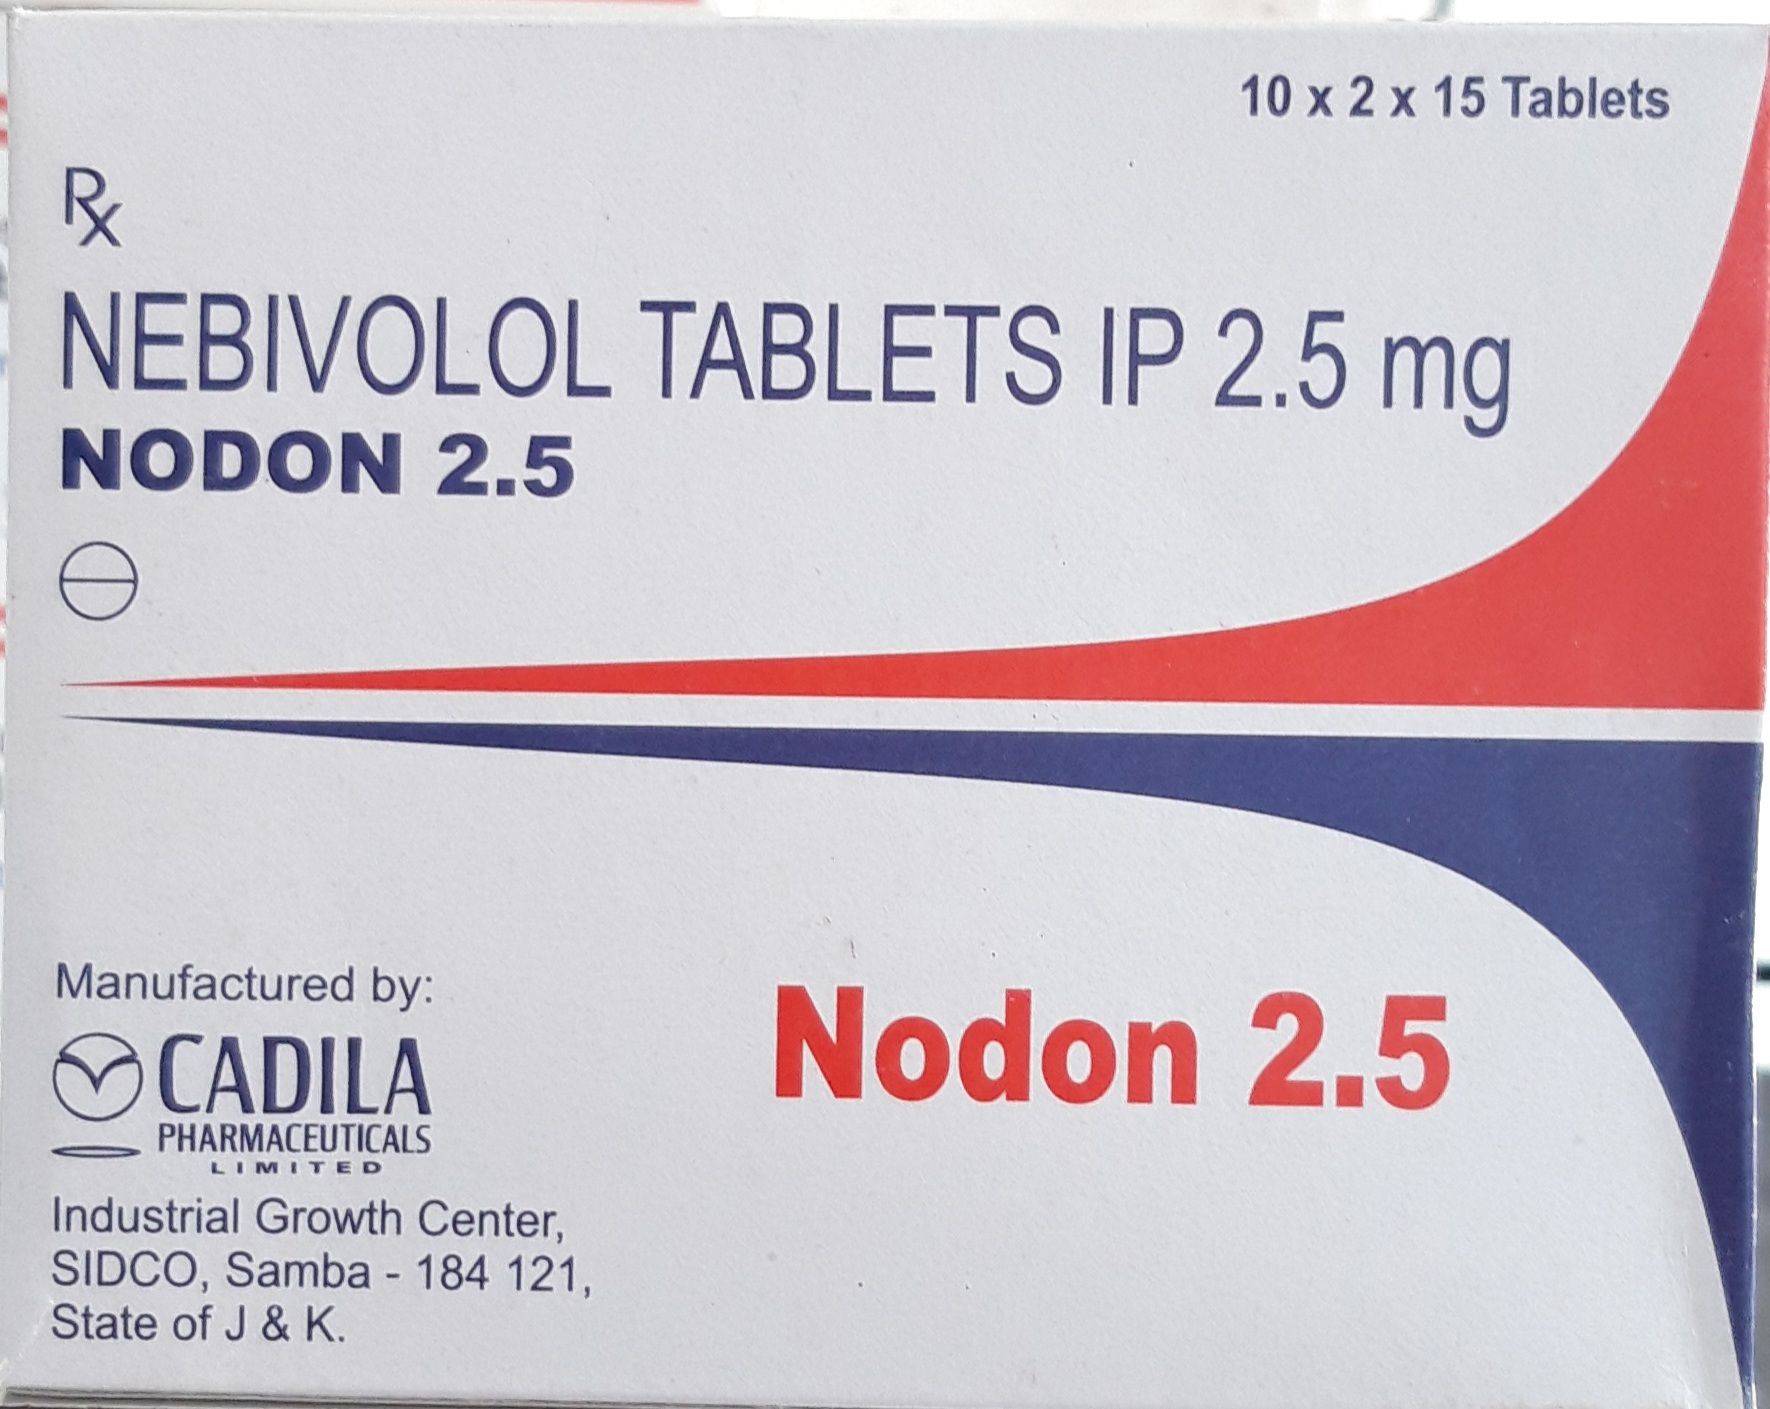 10 x 2 x 15 Tablets
Rx
NEBIVOLOL TABLETS IP 2.5 mg
NODON 2.5
Manufactured by:
CADILA
PHARMACEUTICALS
LIMITED
Industrial Growth Center,
SIDCO, Samba - 184 121,
State of J & K.
Nodon 2.5